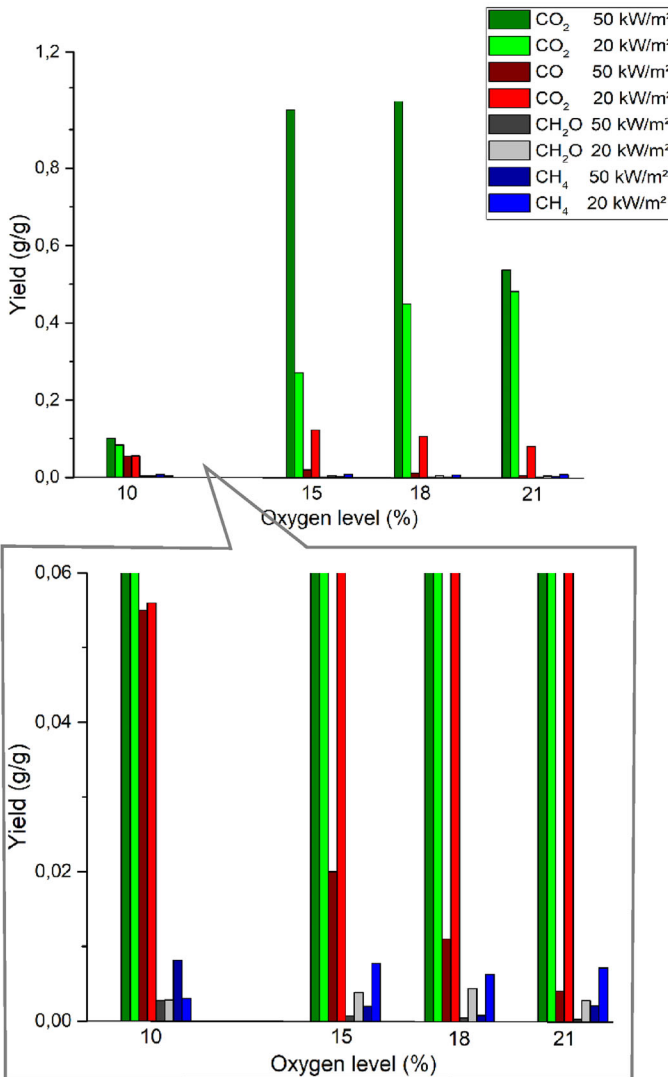 CO₂ 50 kW/m²
CO₂ 20 kW/m²
CO 50 kW/m²
CO₂ 20 kW/m²
CH₂O 50 kW/m²
CH₂O 20 kW/m²
CH₄ 50 kW/m²
CH₄ 20 kW/m²
Yield (g/g)
1,2
0,8
0,6
0,4
0,2
0,0
10 15 18 21
Oxygen level (%)
Yield (g/g)
0,06
0,04
0,02
0,00
10 15 18 21
Oxygen level (%)